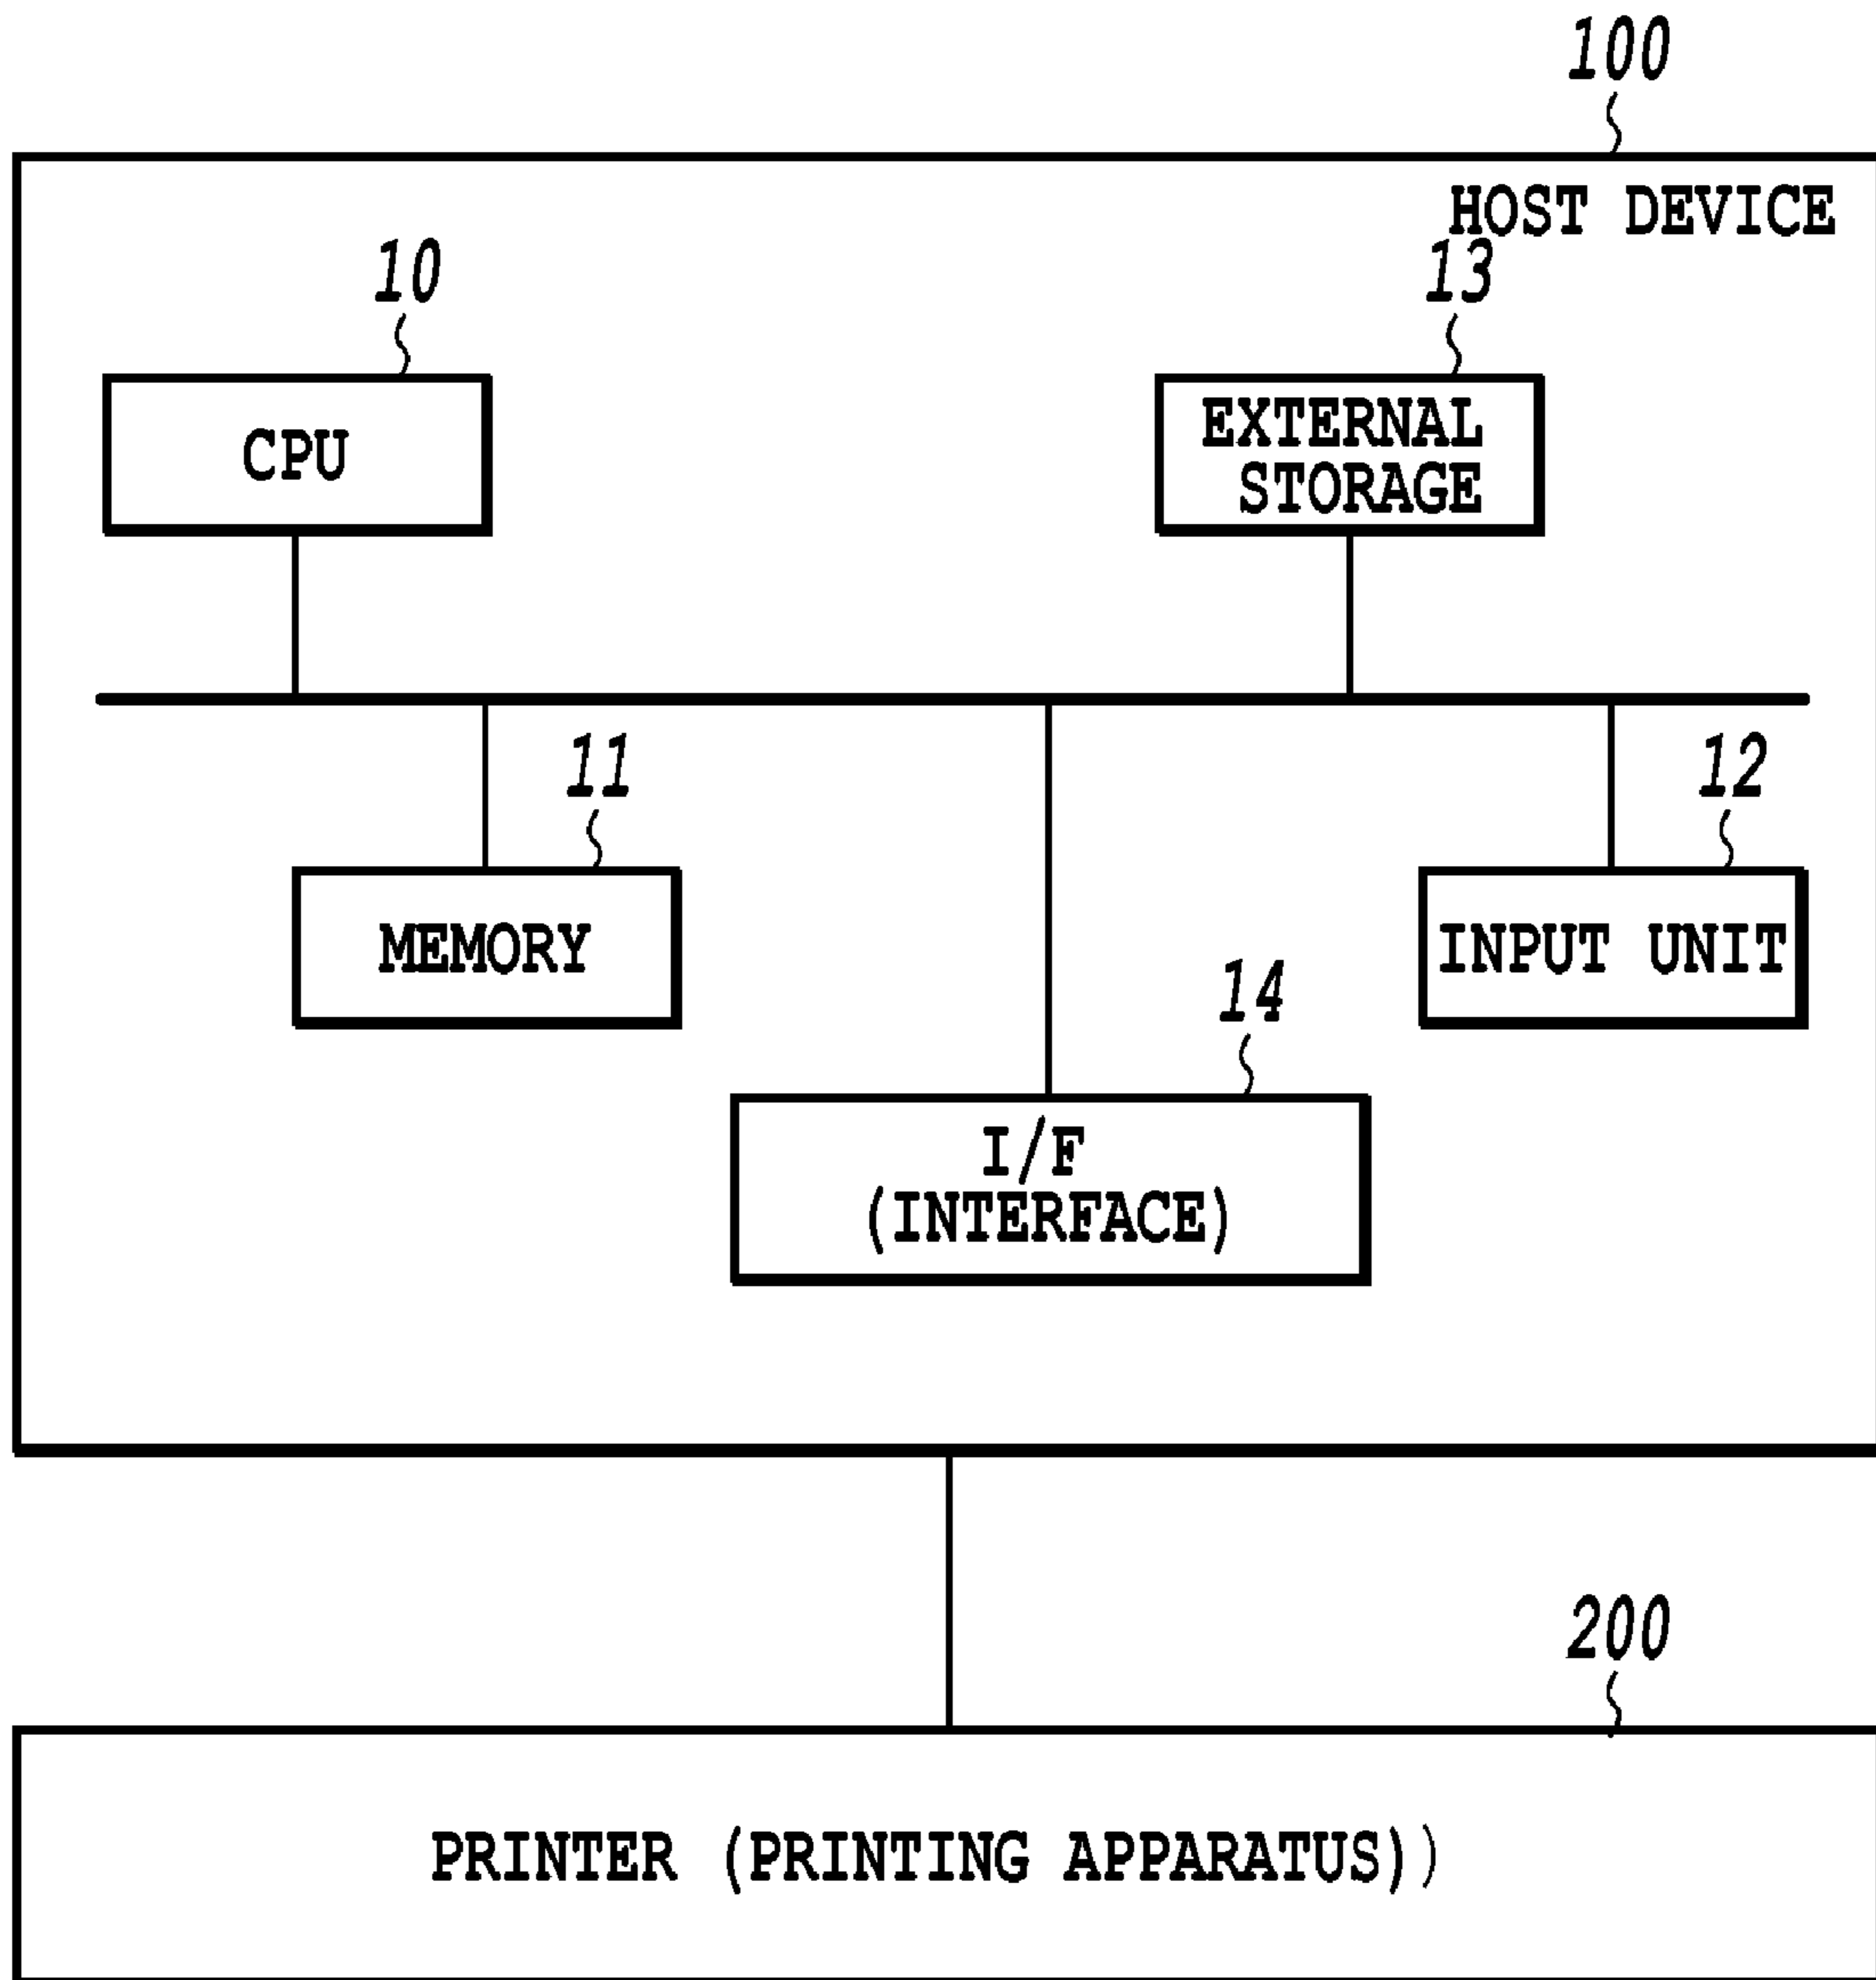 100
HOST DEVICE
10
13
CPU
EXTERNAL
STORAGE
11
12
MEMORY
INPUT UNIT
14
I/F
(INTERFACE)
200
PRINTER (PRINTING APPARATUS))